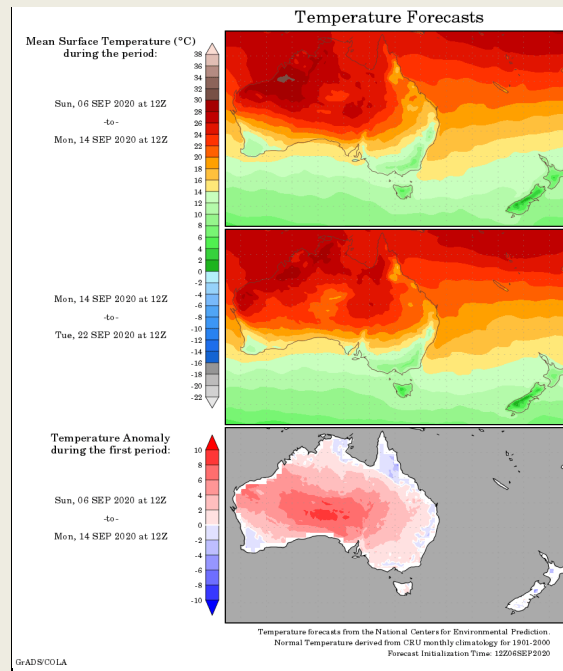 Temperature Forecasts
Mean Surface Temperature (°C)
during the period:
Sun, 06 SEP 2020 at 12Z
-to-
Mon, 14 SEP 2020 at 12Z
38
36
34
32
30
28
26
24
22
20
18
16
14
12
10
8
6
4
2
0
-2
-4
-6
-8
-10
-12
-14
-16
-18
-20
-22
Mon, 14 SEP 2020 at 12Z
-to-
Tue, 22 SEP 2020 at 12Z
Temperature Anomaly
during the first period:
Sun, 06 SEP 2020 at 12Z
-to-
Mon, 14 SEP 2020 at 12Z
10
8
6
4
2
0
-2
-4
-6
-8
-10
Temperature forecasts from the National Centers for Environmental Prediction.
Normal Temperature derived from CRU monthly climatology for 1901-2000
Forecast Initialization Time: 12Z06SEP2020
GrADS/COLA